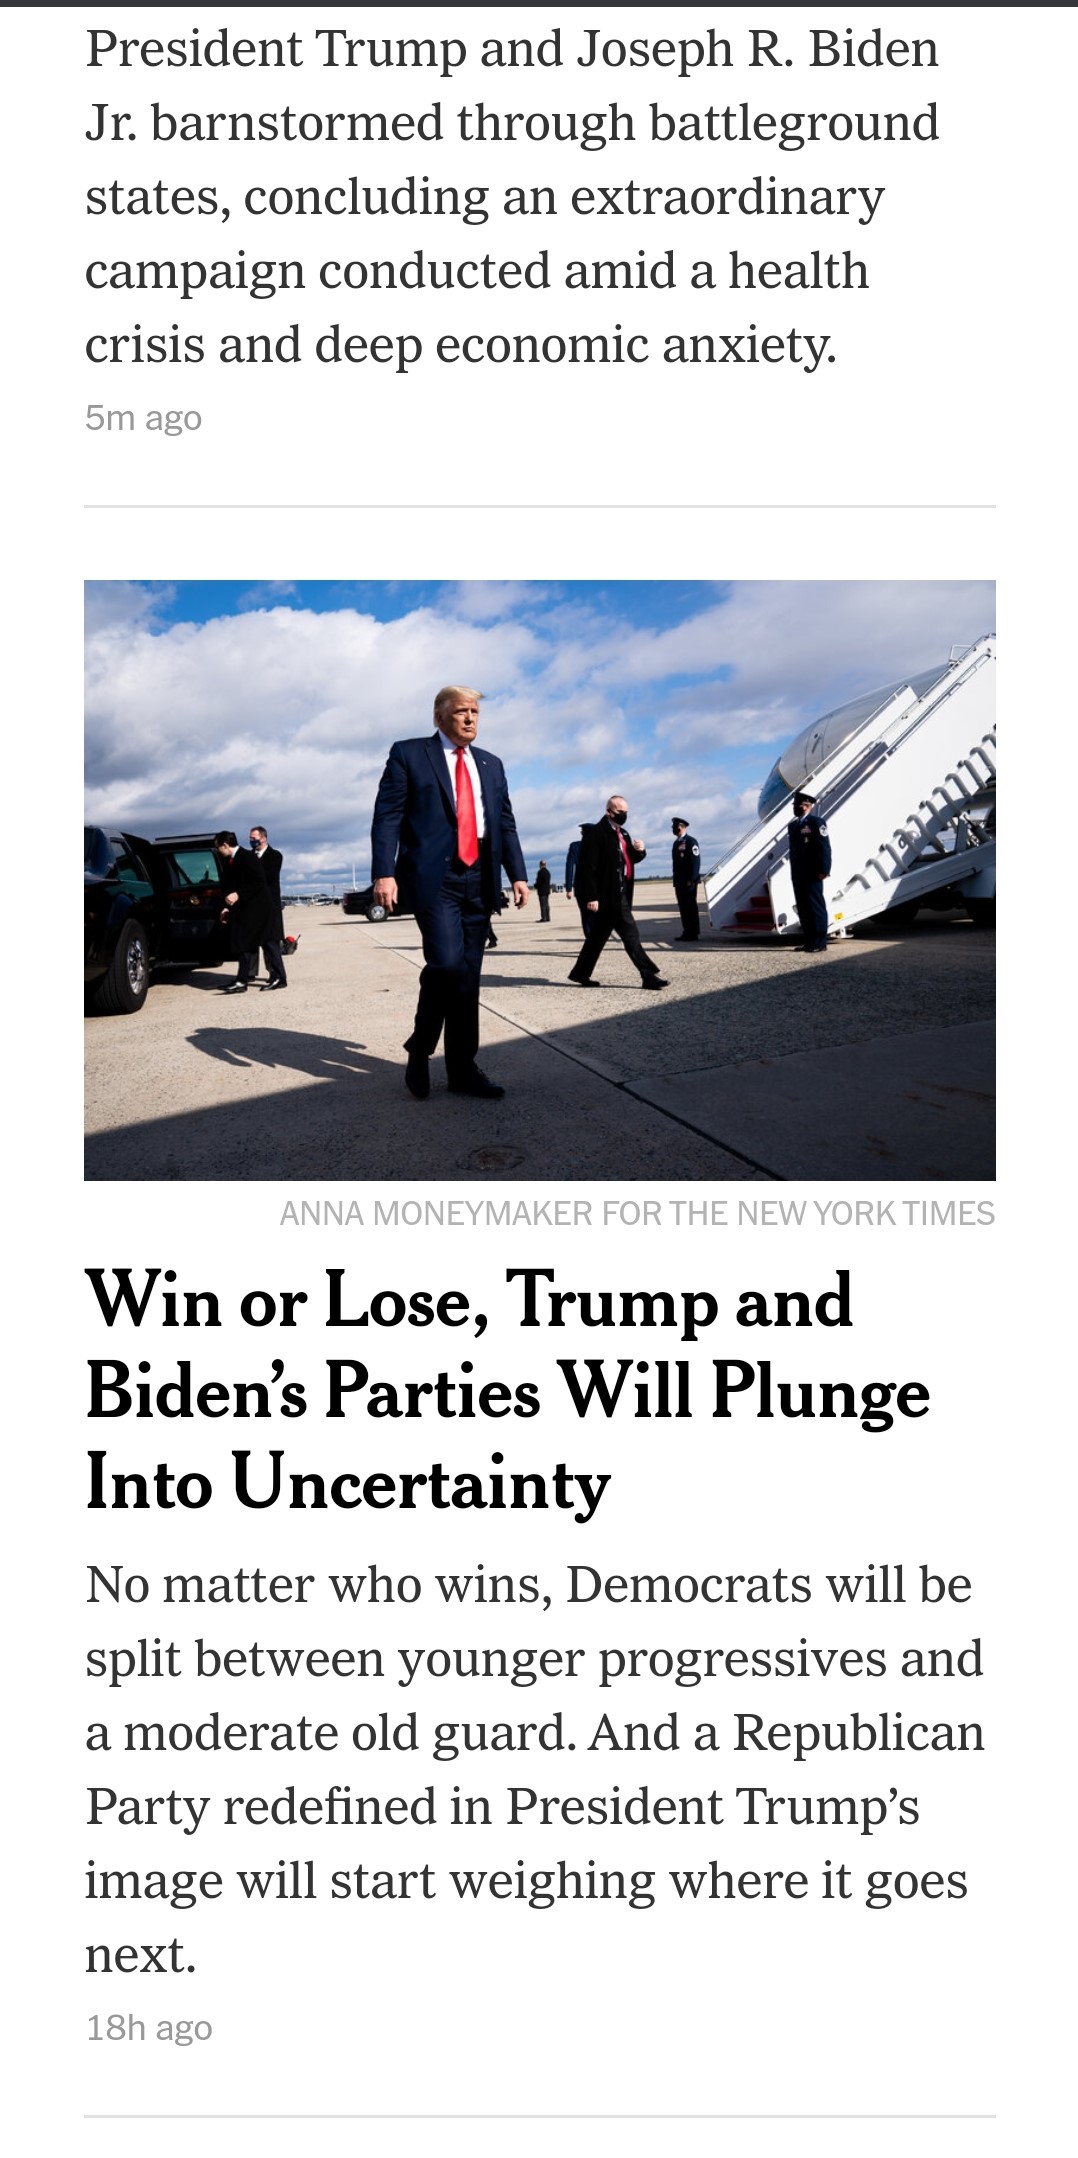 President Trump and Joseph R. Biden
Jr. barnstormed through battleground
states, concluding an extraordinary
campaign conducted amid a health
crisis and deep economic anxiety.
5m ago
ANNA MONEYMAKER FOR THE NEW YORK TIMES
Win or Lose, Trump and
Biden’s Parties Will Plunge
Into Uncertainty
No matter who wins, Democrats will be
split between younger progressives and
a moderate old guard. And a Republican
Party redefined in President Trump’s
image will start weighing where it goes
next.
18h ago